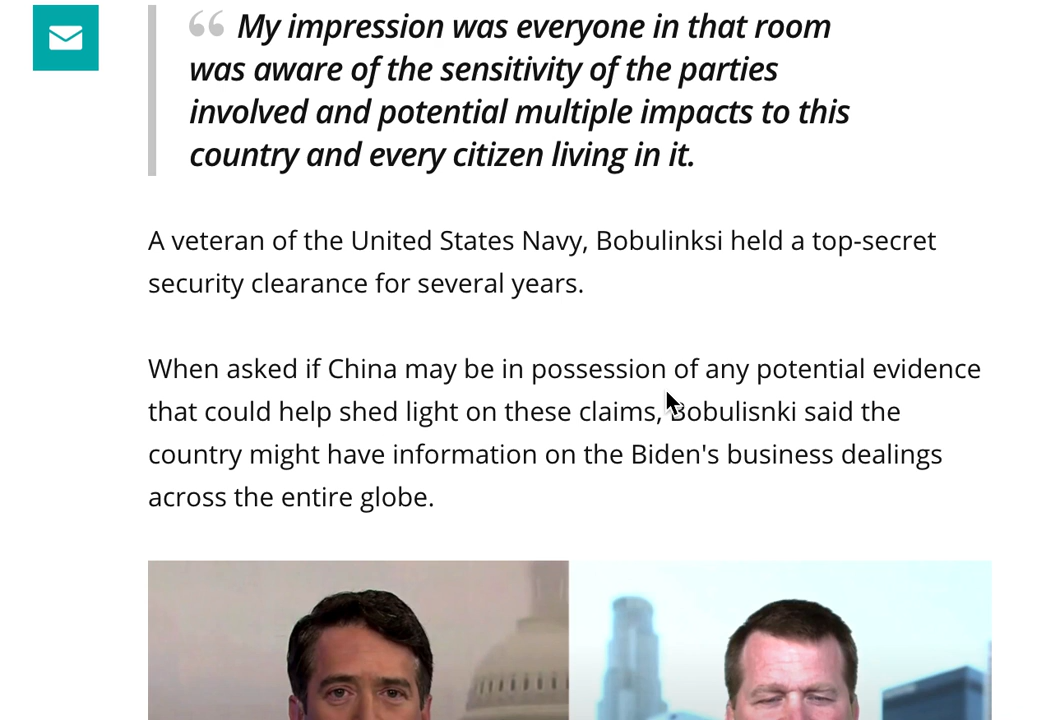 “ My impression was everyone in that room
was aware of the sensitivity of the parties
involved and potential multiple impacts to this
country and every citizen living in it.
A veteran of the United States Navy, Bobulinksi held a top-secret
security clearance for several years.
When asked if China may be in possession of any potential evidence
that could help shed light on these claims, Bobulisnki said the
country might have information on the Biden's business dealings
across the entire globe.